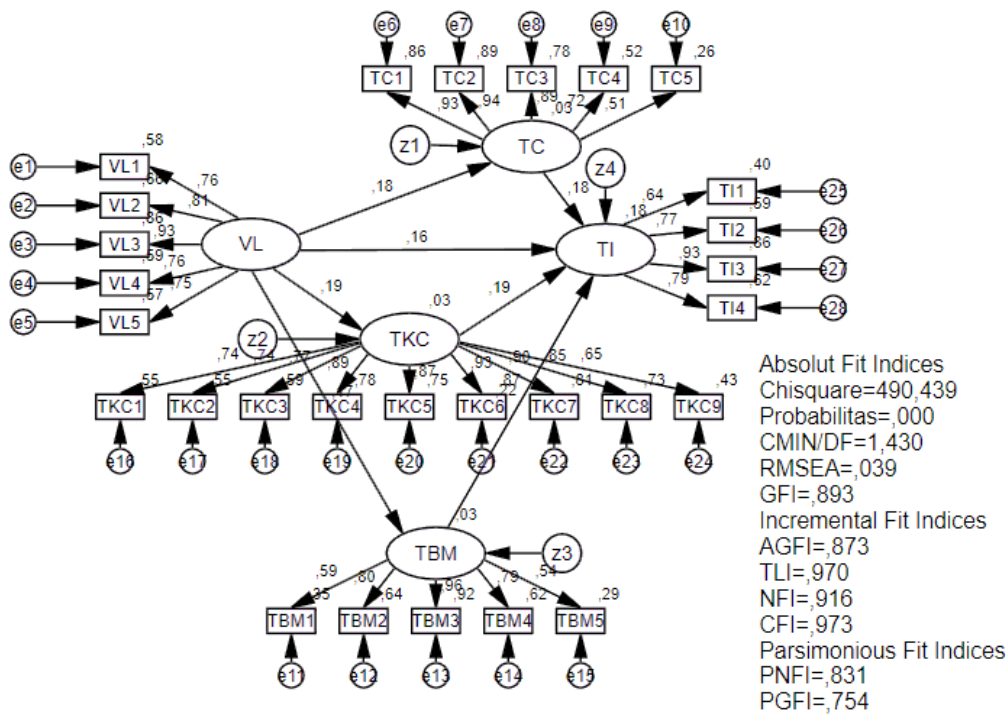 e6 e7 e8 e9 e10
,86 ,89 ,78 ,52 ,26
TC1 TC2 TC3 TC4 TC5
,93 ,94 ,89 ,03 ,72 ,51
z1 TC z4
e1 ,58 VL1 ,76
e2 VL2 ,81
e3 ,86 VL3 ,93
e4 ,59 VL4 ,76
e5 ,57 VL5 ,75
VL ,18 ,16 ,19
,18 ,18 TI ,19
,40 ,64 TI1 e25
,59 ,77 TI2 e26
,86 ,93 TI3 e27
,62 ,79 TI4 e28
z2 TKC ,03
,74 ,74 ,77 ,89 ,87 ,93 ,90 ,85 ,65
,55 ,55 ,59 ,78 ,75 ,87 ,81 ,73 ,43
,22
TKC1 TKC2 TKC3 TKC4 TKC5 TKC6 TKC7 TKC8 TKC9
e16 e17 e18 e19 e20 e21 e22 e23 e24
,03
TBM z3
,59 ,80 ,96 ,79 ,54
,35 ,64 ,92 ,62 ,29
TBM1 TBM2 TBM3 TBM4 TBM5
e11 e12 e13 e14 e15
Absolut Fit Indices
Chisquare=490,439
Probabilitas=,000
CMIN/DF=1,430
RMSEA=,039
GFI=,893
Incremental Fit Indices
AGFI=,873
TLI=,970
NFI=,916
CFI=,973
Parsimonious Fit Indices
PNFI=,831
PGFI=,754